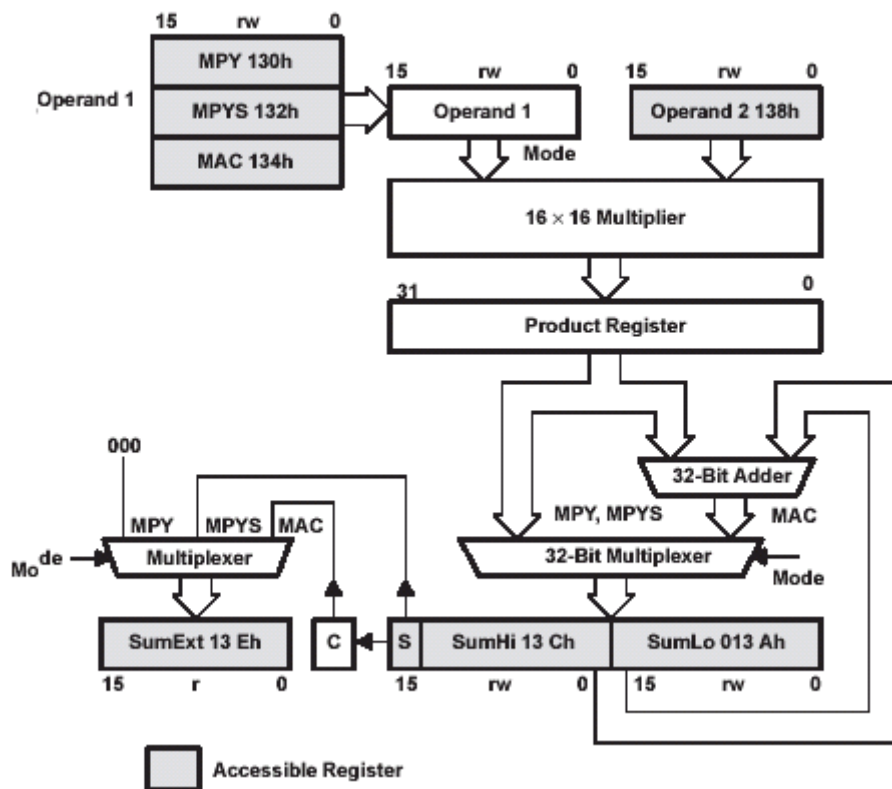 15 rw 0
MPY 130h
Operand 1
MPYS 132h
MAC 134h
15 rw 0
Operand 1
15 rw 0
Operand 2 138h
Mode
16 × 16 Multiplier
31 0
Product Register
32-Bit Adder
000
MPY MPYS MAC
MPY, MPYS MAC
Mode
Multiplexer
32-Bit Multiplexer
Mode
SumExt 13 Eh
C
S
SumHi 13 Ch
SumLo 013 Ah
15 r 0
15 rw 0
15 rw 0
Accessible Register